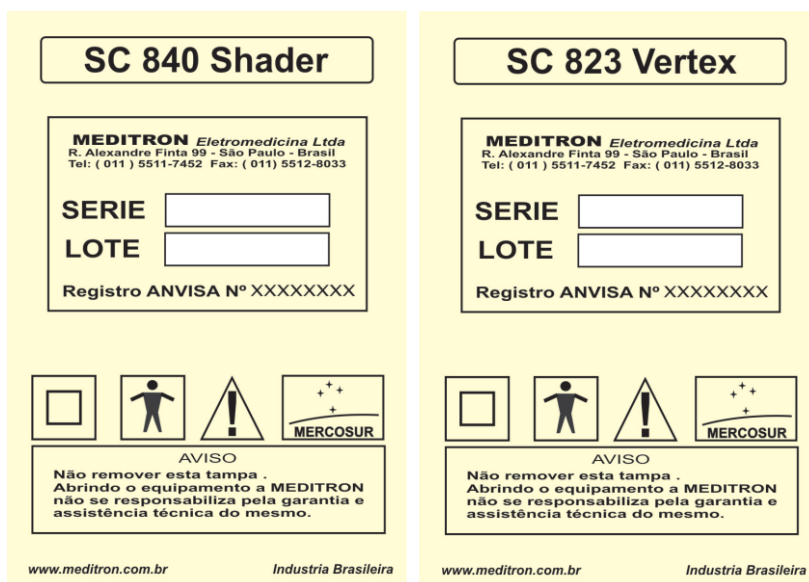 SC 840 Shader
MEDITRON Eletromedicina Ltda
R. Alexandre Finta 99 - São Paulo - Brasil
Tel: ( 011 ) 5511-7452 Fax: ( 011) 5512-8033
SERIE
LOTE
Registro ANVISA Nº XXXXXXXX
MERCOSUR
AVISO
Não remover esta tampa .
Abrindo o equipamento a MEDITRON
não se responsabiliza pela garantia e
assistência técnica do mesmo.
www.meditron.com.br Industria Brasileira
SC 823 Vertex
MEDITRON Eletromedicina Ltda
R. Alexandre Finta 99 - São Paulo - Brasil
Tel: ( 011 ) 5511-7452 Fax: ( 011) 5512-8033
SERIE
LOTE
Registro ANVISA Nº XXXXXXXX
MERCOSUR
AVISO
Não remover esta tampa .
Abrindo o equipamento a MEDITRON
não se responsabiliza pela garantia e
assistência técnica do mesmo.
www.meditron.com.br Industria Brasileira